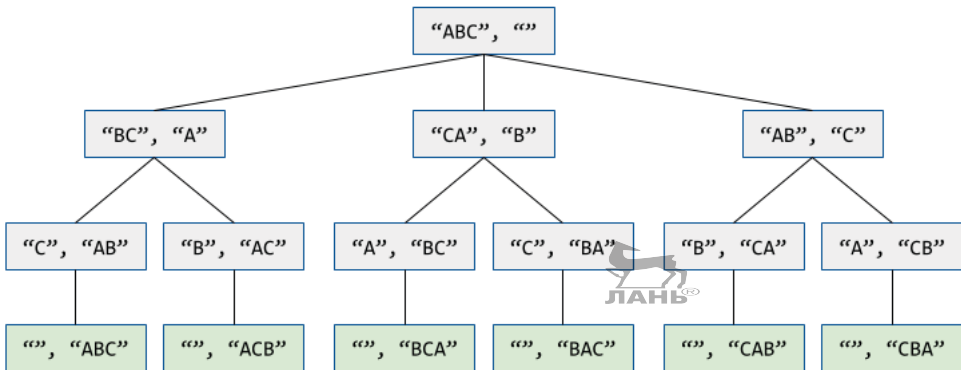 “ABC”, “”
“BC”, “A” “CA”, “B” “AB”, “C”
“C”, “AB” “B”, “AC” “A”, “BC” “C”, “BA” “B”, “CA” “A”, “CB”
ЛАНЬ®
“”, “ABC” “”, “ACB” “”, “BCA” “”, “BAC” “”, “CAB” “”, “CBA”